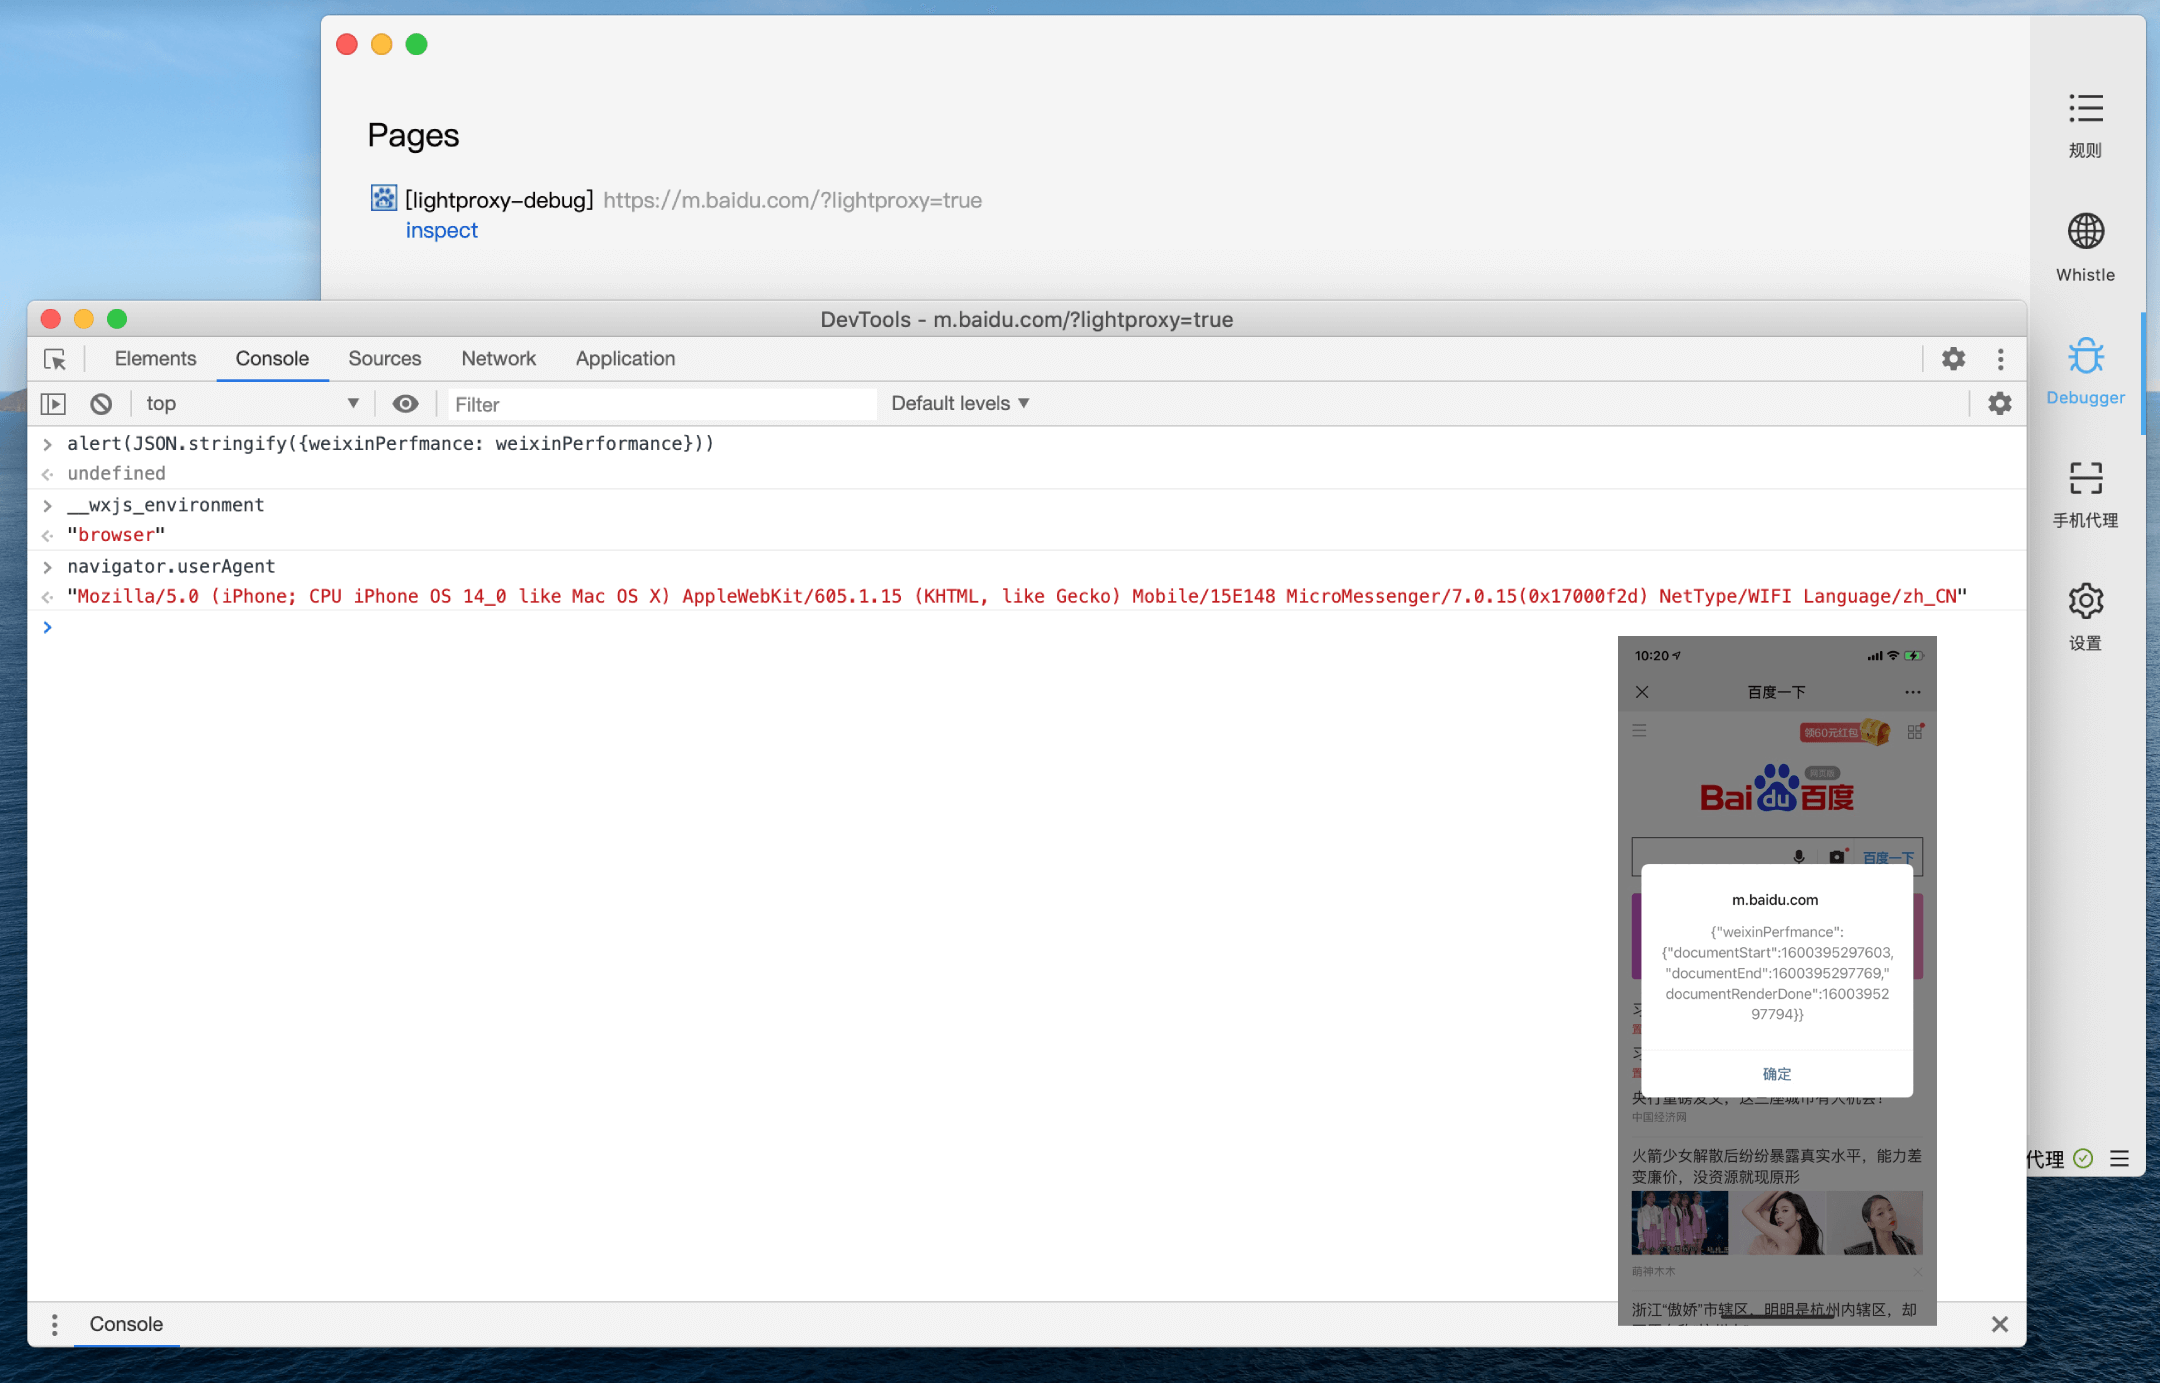 Pages
[lightproxy-debug] https://m.baidu.com/?lightproxy=true
inspect
规则
Whistle
Debugger
手机代理
设置
代理
DevTools - m.baidu.com/?lightproxy=true
Elements Console Sources Network Application
top Filter Default levels
alert(JSON.stringify({weixinPerfmance: weixinPerformance}))
undefined
__wxjs_environment
"browser"
navigator.userAgent
"Mozilla/5.0 (iPhone; CPU iPhone OS 14_0 like Mac OS X) AppleWebKit/605.1.15 (KHTML, like Gecko) Mobile/15E148 MicroMessenger/7.0.15(0x17000f2d) NetType/WIFI Language/zh_CN"
10:20
百度一下
领60元红包
网页版
Bai du 百度
百度一下
m.baidu.com
{"weixinPerfmance":
{"documentStart":1600395297603,
"documentEnd":1600395297769,"
documentRenderDone":16003952
97794}}
确定
央行重磅发文，这三座城市有大机会！
中国经济网
火箭少女解散后纷纷暴露真实水平，能力差
变廉价，没资源就现原形
萌神木木
浙江“傲娇”市辖区，明明是杭州内辖区，却
Console